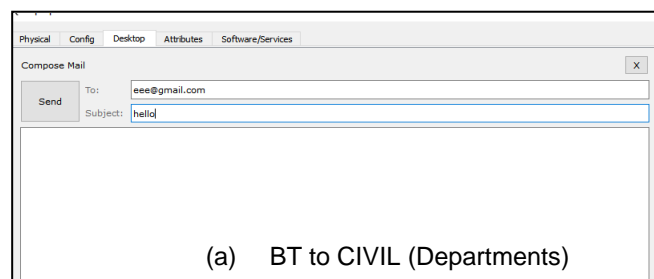 Physical Config Desktop Attributes Software/Services
Compose Mail X
Send
To: eee@gmail.com
Subject: hello
(a) BT to CIVIL (Departments)